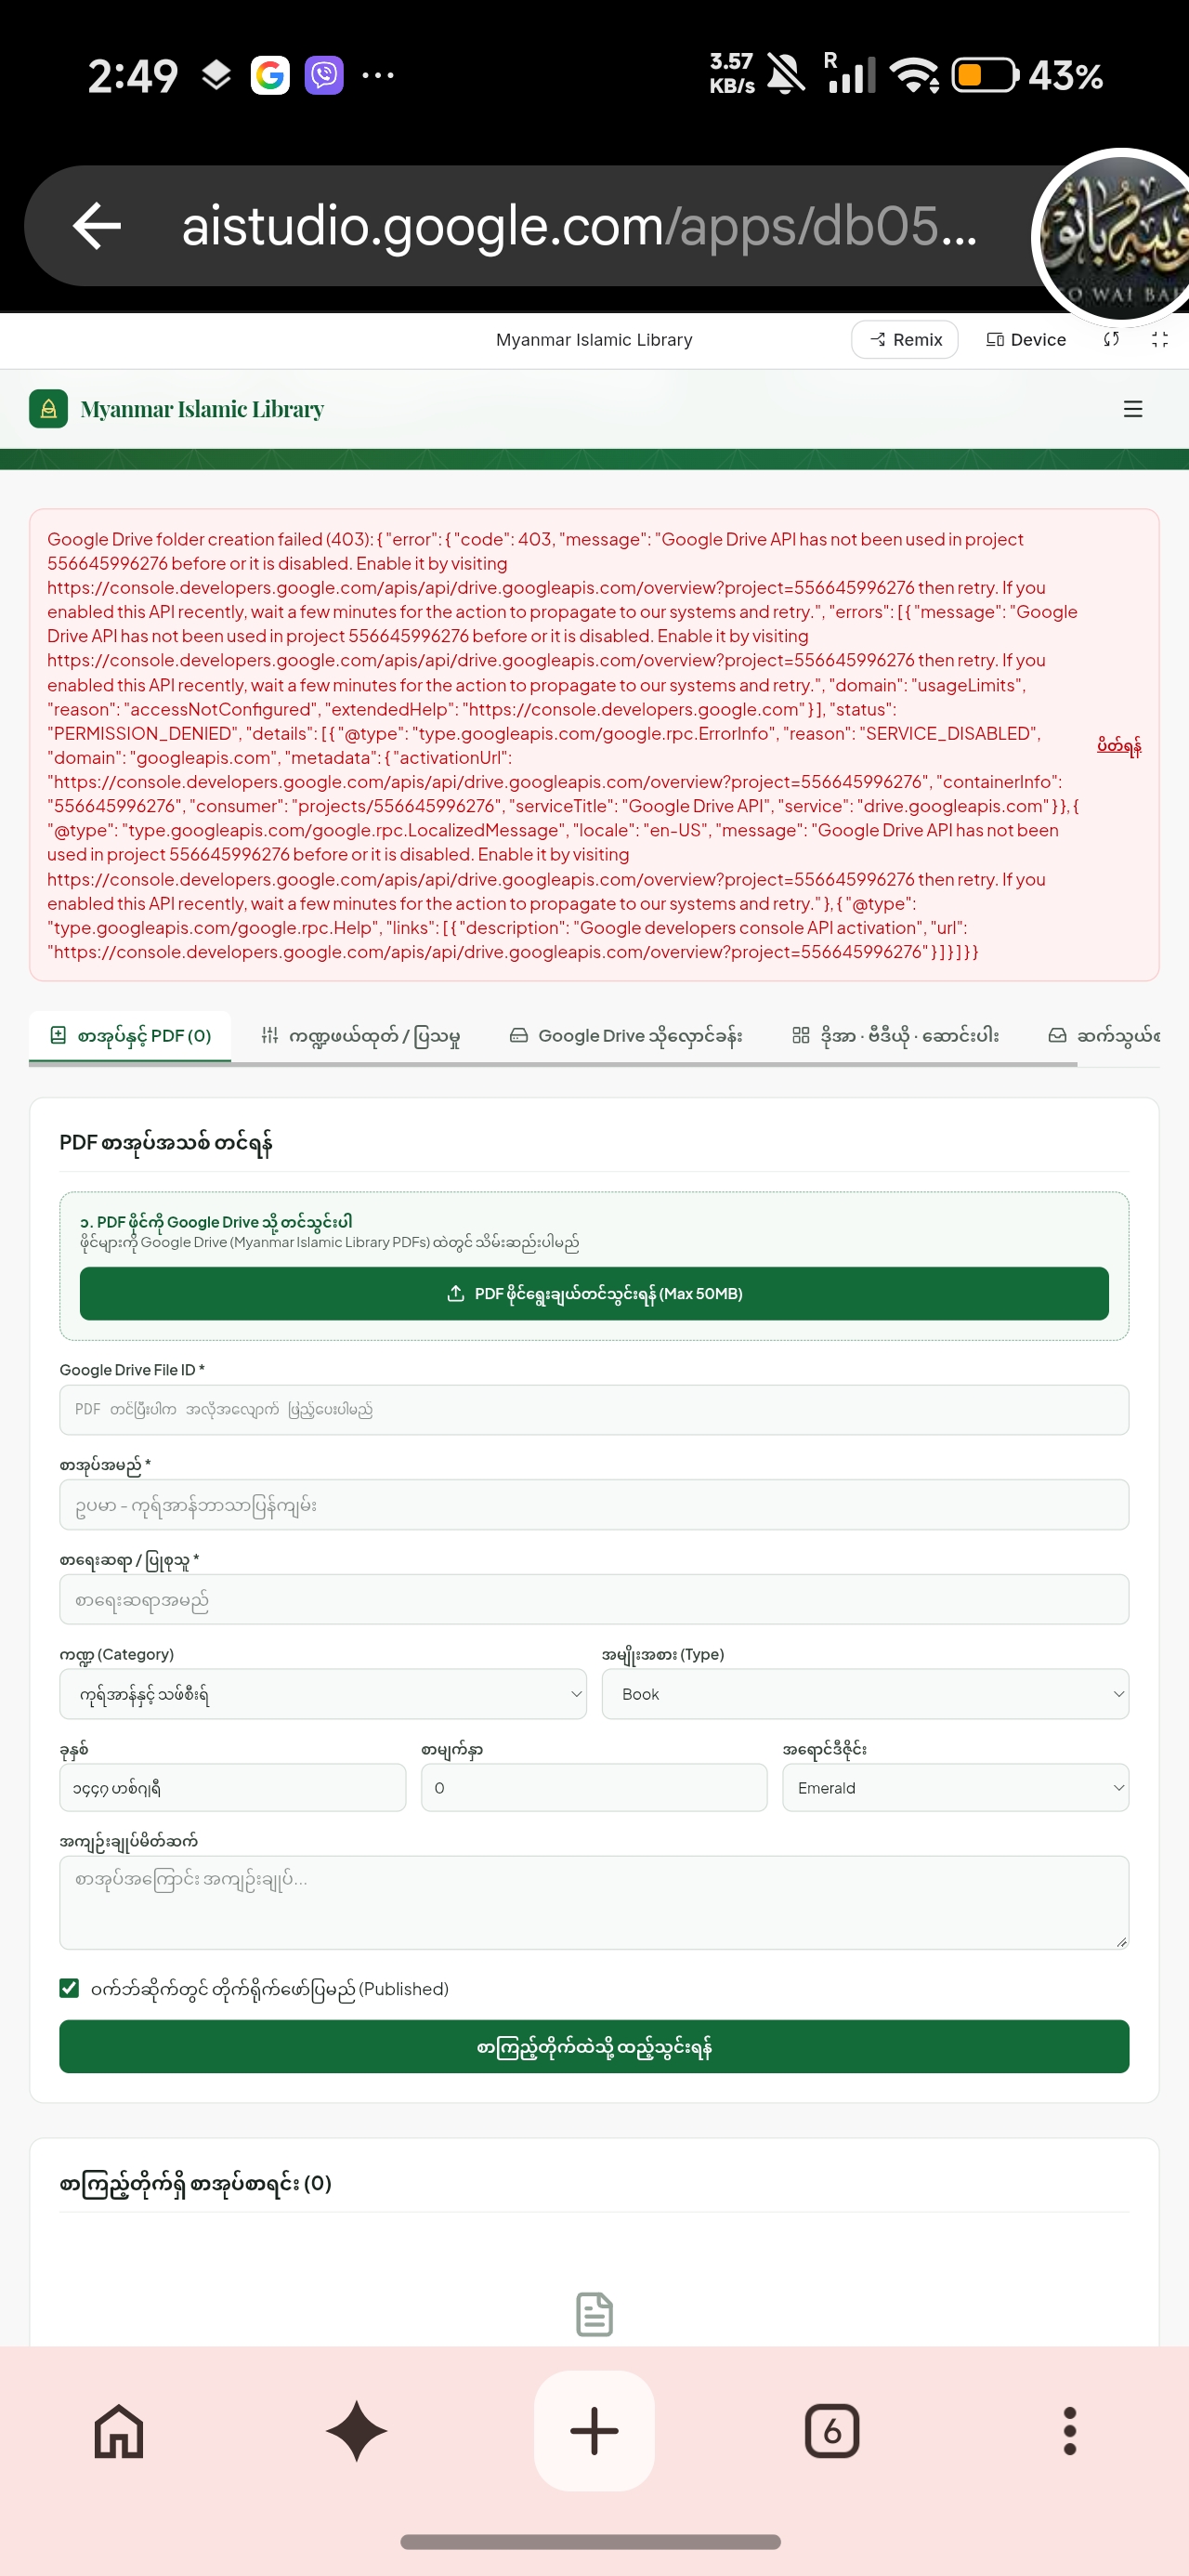 2:49
3.57 KB/s
R
43%
aistudio.google.com/apps/db05...
Myanmar Islamic Library
Remix
Device
Myanmar Islamic Library
Google Drive folder creation failed (403): { "error": { "code": 403, "message": "Google Drive API has not been used in project
556645996276 before or it is disabled. Enable it by visiting
https://console.developers.google.com/apis/api/drive.googleapis.com/overview?project=556645996276 then retry. If you
enabled this API recently, wait a few minutes for the action to propagate to our systems and retry.", "errors": [ { "message": "Google
Drive API has not been used in project 556645996276 before or it is disabled. Enable it by visiting
https://console.developers.google.com/apis/api/drive.googleapis.com/overview?project=556645996276 then retry. If you
enabled this API recently, wait a few minutes for the action to propagate to our systems and retry.", "domain": "usageLimits",
"reason": "accessNotConfigured", "extendedHelp": "https://console.developers.google.com" } ], "status":
"PERMISSION_DENIED", "details": [ { "@type": "type.googleapis.com/google.rpc.ErrorInfo", "reason": "SERVICE_DISABLED",
"domain": "googleapis.com", "metadata": { "activationUrl":
"https://console.developers.google.com/apis/api/drive.googleapis.com/overview?project=556645996276", "containerInfo":
"556645996276", "consumer": "projects/556645996276", "serviceTitle": "Google Drive API", "service": "drive.googleapis.com" } }, {
"@type": "type.googleapis.com/google.rpc.LocalizedMessage", "locale": "en-US", "message": "Google Drive API has not been
used in project 556645996276 before or it is disabled. Enable it by visiting
https://console.developers.google.com/apis/api/drive.googleapis.com/overview?project=556645996276 then retry. If you
enabled this API recently, wait a few minutes for the action to propagate to our systems and retry." }, { "@type":
"type.googleapis.com/google.rpc.Help", "links": [ { "description": "Google developers console API activation", "url":
"https://console.developers.google.com/apis/api/drive.googleapis.com/overview?project=556645996276" } ] } ] } }
ပိတ်ရန်
စာအုပ်နှင့် PDF (0)
ကဏ္ဍဖယ်ထုတ် / ပြသမှု
Google Drive သိုလှောင်ခန်း
ဒိုအာ · ဗီဒီယို · ဆောင်းပါး
ဆက်သွယ်စ
PDF စာအုပ်အသစ် တင်ရန်
၁. PDF ဖိုင်ကို Google Drive သို့ တင်သွင်းပါ
ဖိုင်များကို Google Drive (Myanmar Islamic Library PDFs) ထဲတွင် သိမ်းဆည်းပါမည်
PDF ဖိုင်ရွေးချယ်တင်သွင်းရန် (Max 50MB)
Google Drive File ID *
PDF တင်ပြီးပါက အလိုအလျောက် ဖြည့်ပေးပါမည်
စာအုပ်အမည် *
ဥပမာ - ကုရ်အာန်ဘာသာပြန်ကျမ်း
စာရေးဆရာ / ပြုစုသူ *
စာရေးဆရာအမည်
ကဏ္ဍ (Category)
အမျိုးအစား (Type)
ကုရ်အာန်နှင့် သဖ်စီးရ်
Book
ခုနှစ်
စာမျက်နှာ
အရောင်ဒီဇိုင်း
၁၄၄၇ ဟစ်ဂျရီ
0
Emerald
အကျဉ်းချုပ်မိတ်ဆက်
စာအုပ်အကြောင်း အကျဉ်းချုပ်...
ဝက်ဘ်ဆိုက်တွင် တိုက်ရိုက်ဖော်ပြမည် (Published)
စာကြည့်တိုက်ထဲသို့ ထည့်သွင်းရန်
စာကြည့်တိုက်ရှိ စာအုပ်စာရင်း (0)
6